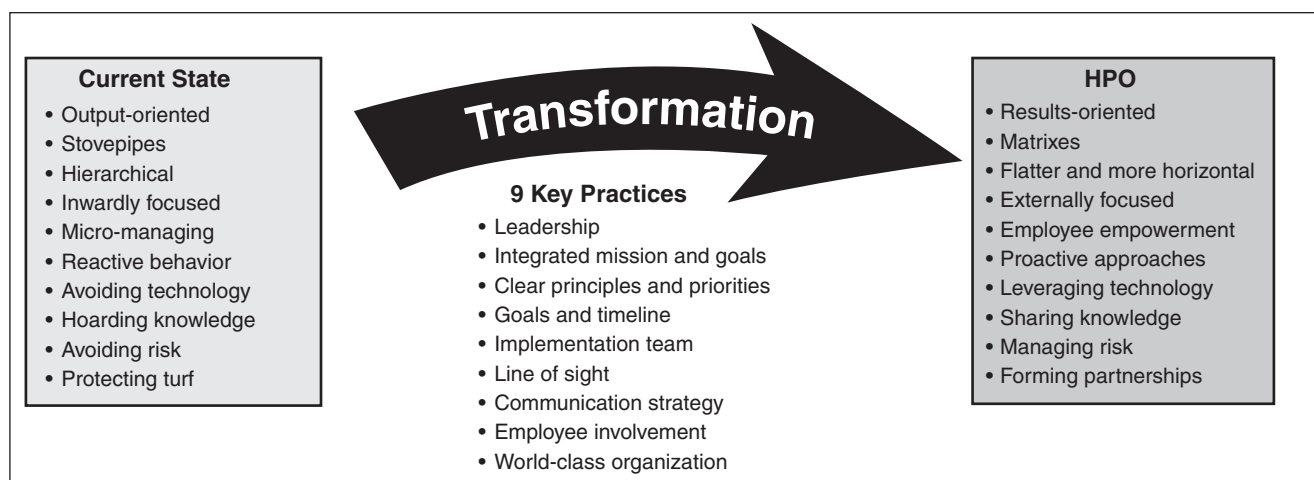 Current State
• Output-oriented
• Stovepipes
• Hierarchical
• Inwardly focused
• Micro-managing
• Reactive behavior
• Avoiding technology
• Hoarding knowledge
• Avoiding risk
• Protecting turf
Transformation
9 Key Practices
• Leadership
• Integrated mission and goals
• Clear principles and priorities
• Goals and timeline
• Implementation team
• Line of sight
• Communication strategy
• Employee involvement
• World-class organization
HPO
• Results-oriented
• Matrixes
• Flatter and more horizontal
• Externally focused
• Employee empowerment
• Proactive approaches
• Leveraging technology
• Sharing knowledge
• Managing risk
• Forming partnerships